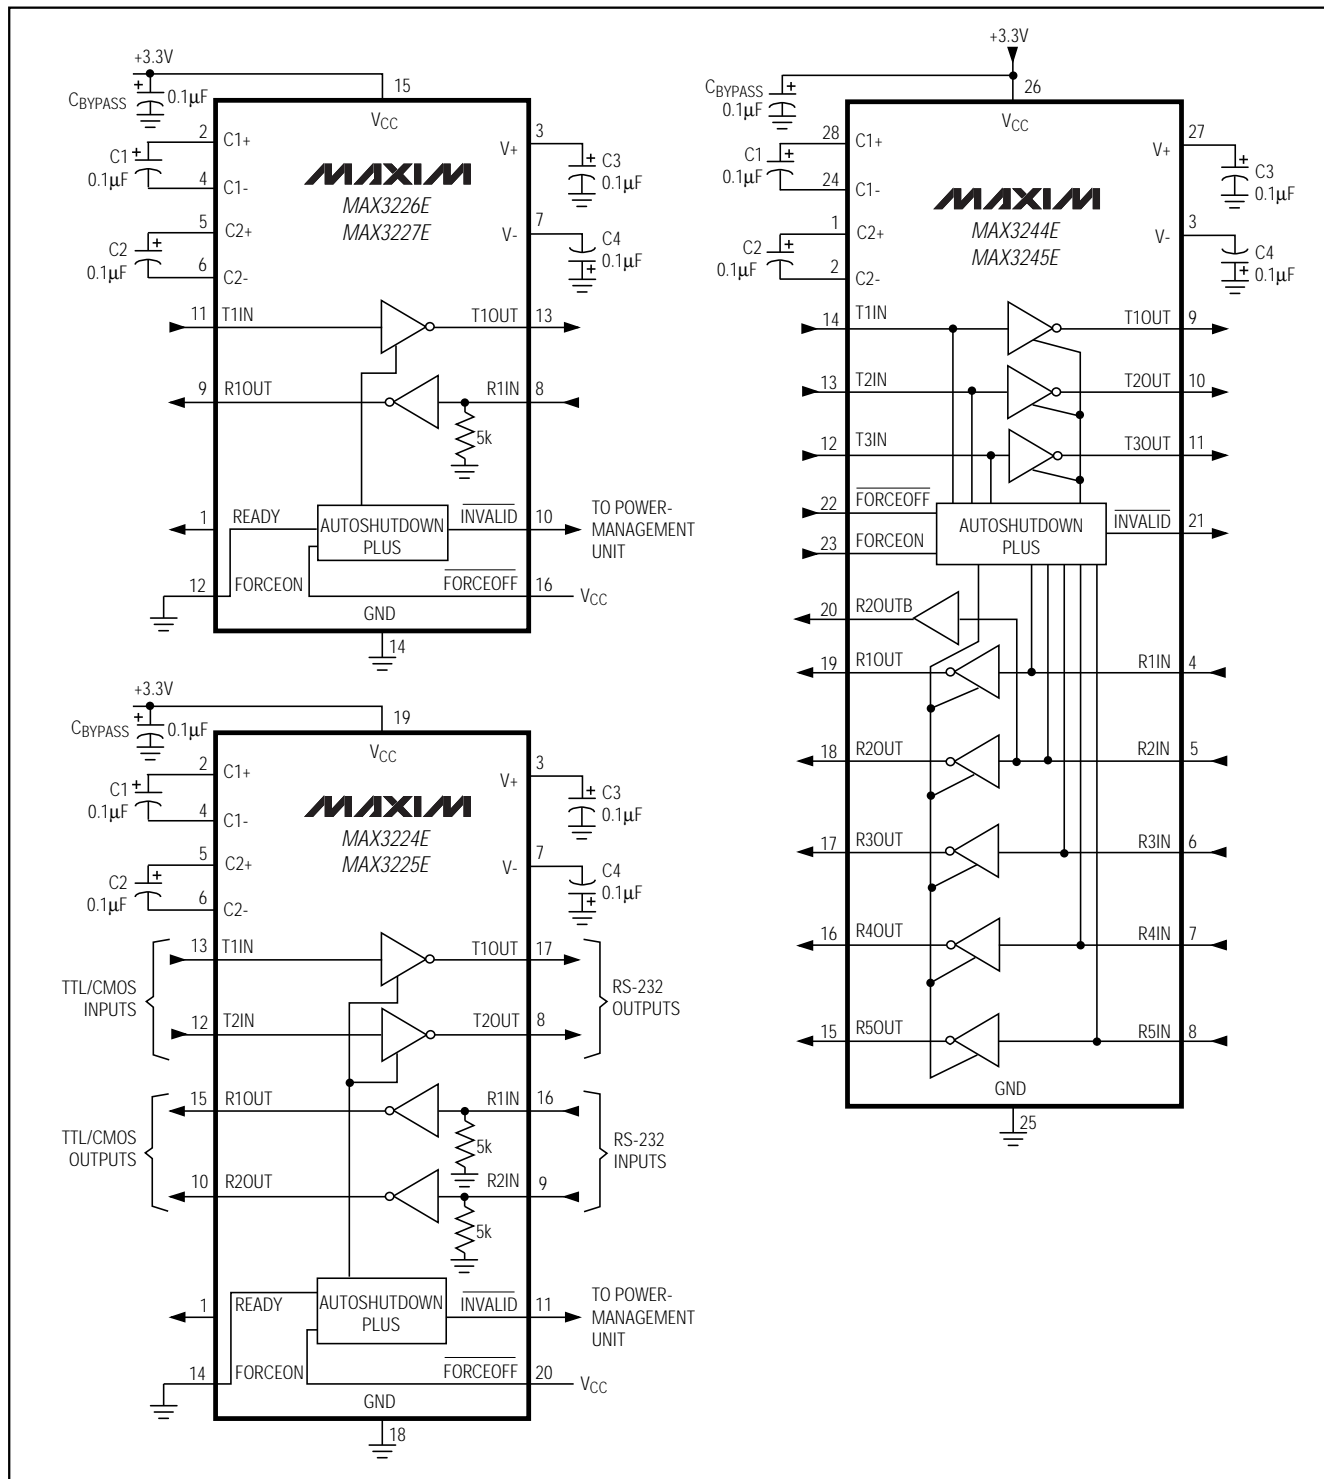 +3.3V
CBYPASS
+
0.1μF
15
VCC
2
C1+
C1
+
0.1μF
4
C1-
5
C2+
C2
+
0.1μF
6
C2-
MAXIM
MAX3226E
MAX3227E
3
V+
+
C3
0.1μF
7
V-
C4
+
0.1μF
11
T1IN
T1OUT
13
9
R1OUT
R1IN
8
5k
1
READY
AUTOSHUTDOWN
PLUS
INVALID
10
TO POWER-
MANAGEMENT
UNIT
12
FORCEON
FORCEOFF
16
VCC
GND
14
+3.3V
CBYPASS
+
0.1μF
19
VCC
2
C1+
C1
+
0.1μF
4
C1-
5
C2+
C2
+
0.1μF
6
C2-
MAXIM
MAX3224E
MAX3225E
3
V+
+
C3
0.1μF
7
V-
C4
+
0.1μF
TTL/CMOS
INPUTS
13
T1IN
T1OUT
17
12
T2IN
T2OUT
8
RS-232
OUTPUTS
TTL/CMOS
OUTPUTS
15
R1OUT
R1IN
16
5k
10
R2OUT
R2IN
9
5k
RS-232
INPUTS
1
READY
AUTOSHUTDOWN
PLUS
INVALID
11
TO POWER-
MANAGEMENT
UNIT
14
FORCEON
FORCEOFF
20
VCC
GND
18
+3.3V
CBYPASS
+
0.1μF
26
VCC
28
C1+
C1
+
0.1μF
24
C1-
1
C2+
C2
+
0.1μF
2
C2-
MAXIM
MAX3244E
MAX3245E
27
V+
+
C3
0.1μF
3
V-
C4
+
0.1μF
14
T1IN
T1OUT
9
13
T2IN
T2OUT
10
12
T3IN
T3OUT
11
22
FORCEOFF
23
FORCEON
AUTOSHUTDOWN
PLUS
INVALID
21
20
R2OUTB
19
R1OUT
R1IN
4
18
R2OUT
R2IN
5
17
R3OUT
R3IN
6
16
R4OUT
R4IN
7
15
R5OUT
R5IN
8
GND
25